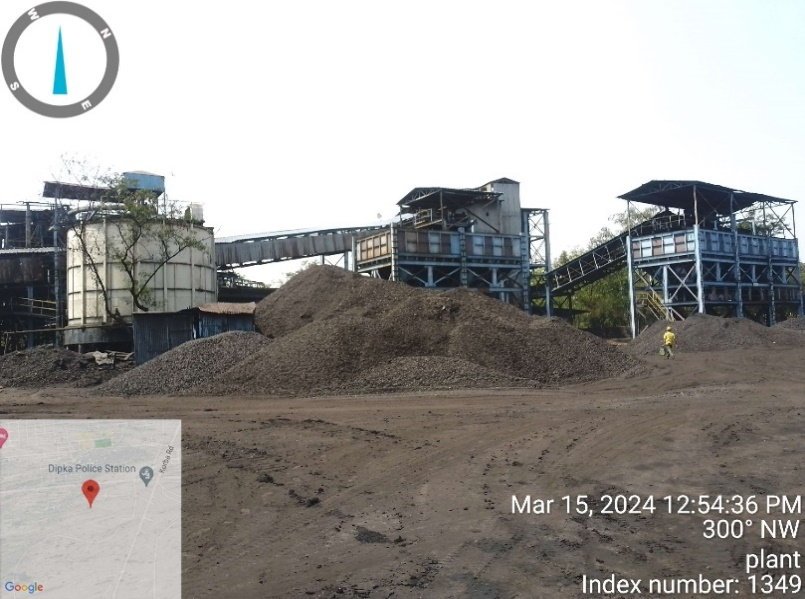 W
N
S
E
Dipka Police Station
Korba Rd
Google
Mar 15, 2024 12:54:36 PM
300° NW
plant
Index number: 1349